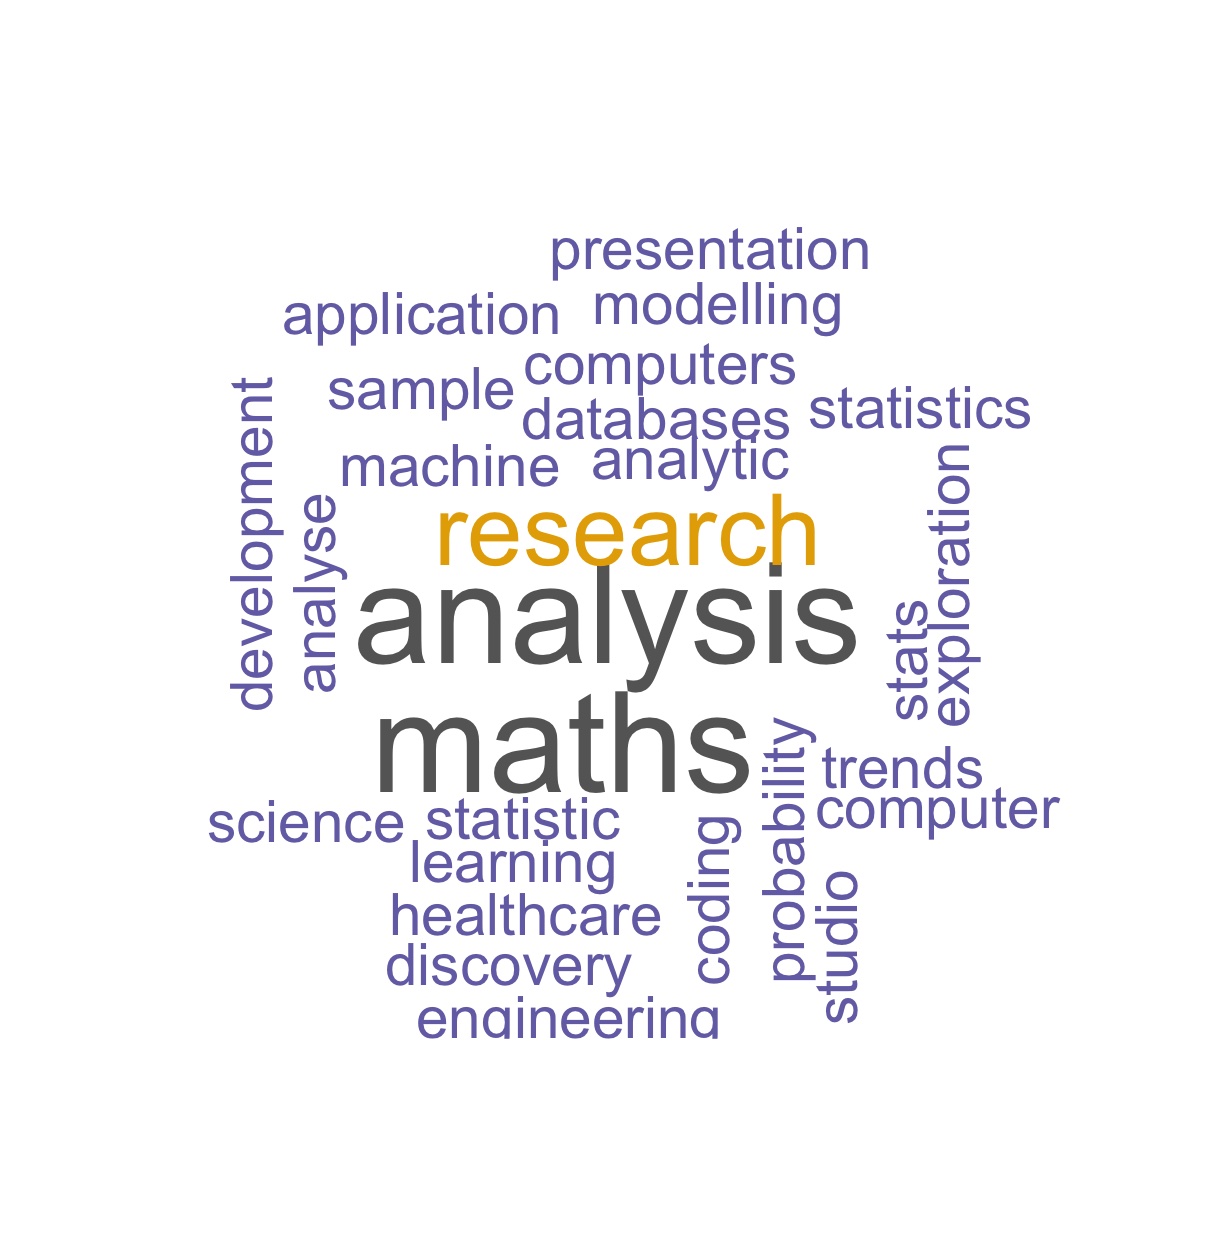 presentation
application
modelling
computers
sample
databases
statistics
machine
analytic
development
analyse
research
exploration
analysis
stats
maths
probability
trends
computer
science
statistic
learning
coding
healthcare
studio
discovery
engineering